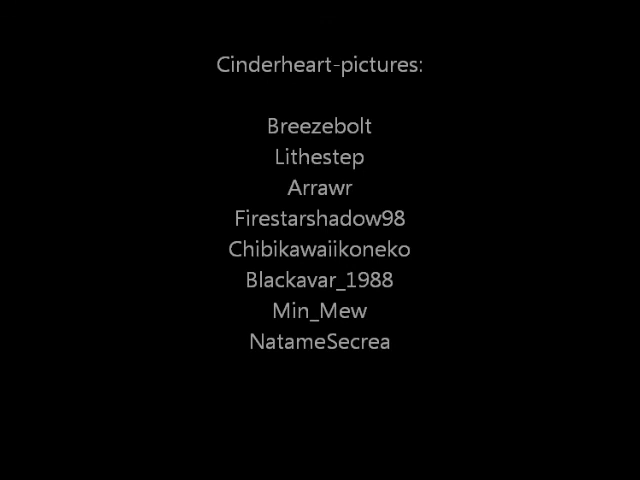 Cinderheart-pictures:
Breezebolt
Lithestep
Arrawr
Firestarshadow98
Chibikawaiikoneko
Blackavar_1988
Min_Mew
NatameSecrea